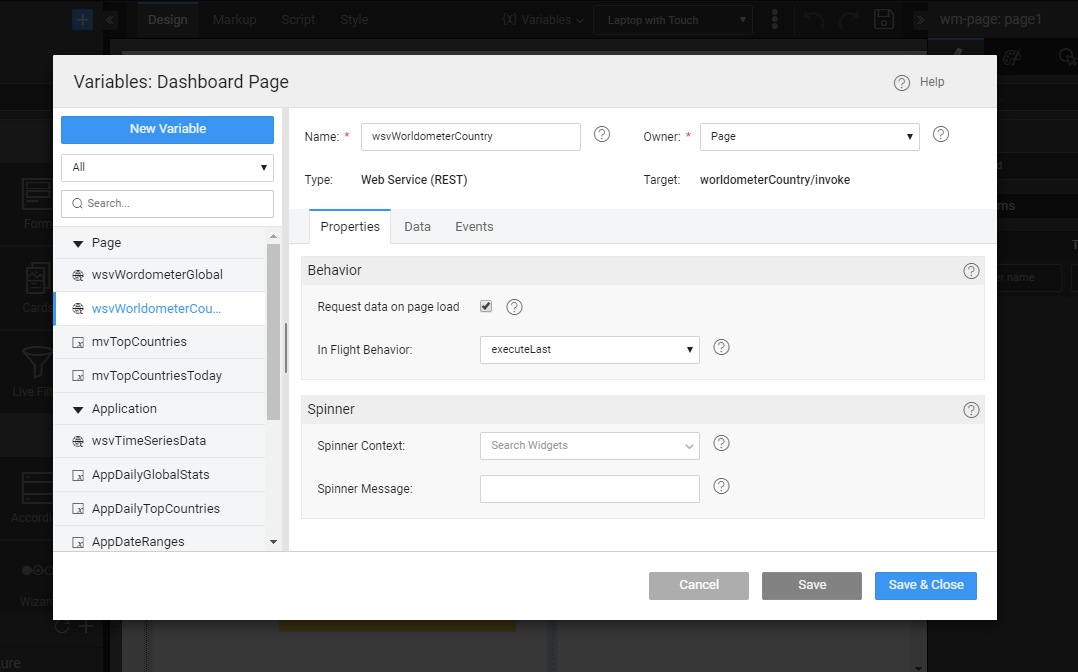 Design Markup Script Style {X} Variables Laptop with Touch wm-page: page1
Variables: Dashboard Page
Help
New Variable
All
Search...
Page
wsvWordometerGlobal
wsvWorldometerCou...
mvTopCountries
mvTopCountriesToday
Application
wsvTimeSeriesData
AppDailyGlobalStats
AppDailyTopCountries
AppDateRanges
Name: * wsvWorldometerCountry
Owner: * Page
Type: Web Service (REST)
Target: worldometerCountry/invoke
Properties Data Events
Behavior
Request data on page load
In Flight Behavior: executeLast
Spinner
Spinner Context: Search Widgets
Spinner Message:
Cancel Save Save & Close
Form
Cards